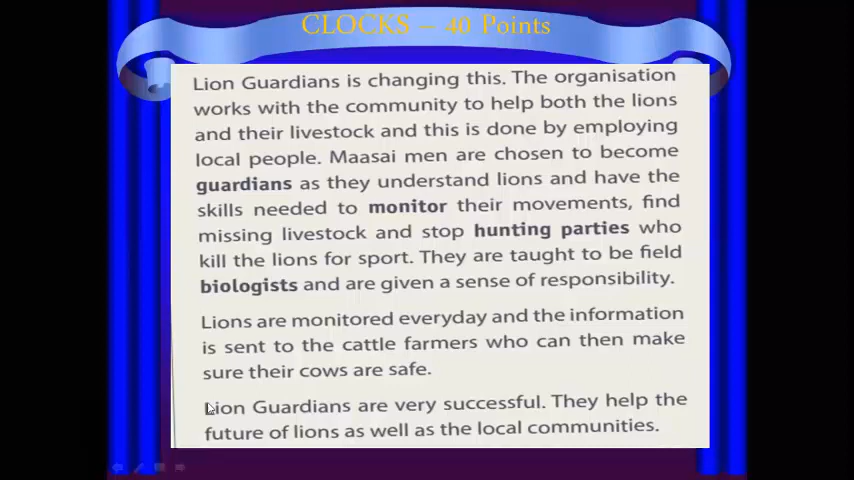 CLOCKS – 40 Points
Lion Guardians is changing this. The organisation
works with the community to help both the lions
and their livestock and this is done by employing
local people. Maasai men are chosen to become
guardians as they understand lions and have the
skills needed to monitor their movements, find
missing livestock and stop hunting parties who
kill the lions for sport. They are taught to be field
biologists and are given a sense of responsibility.
Lions are monitored everyday and the information
is sent to the cattle farmers who can then make
sure their cows are safe.
Lion Guardians are very successful. They help the
future of lions as well as the local communities.